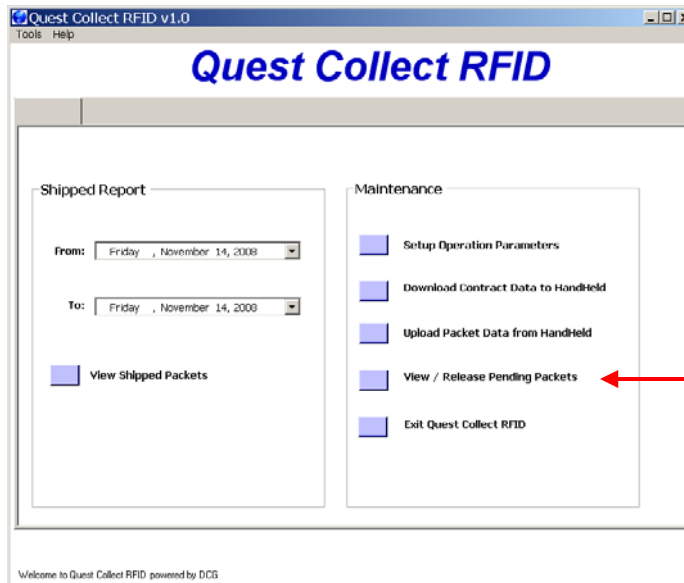 Quest Collect RFID v1.0
Tools Help
Quest Collect RFID
Shipped Report
From: Friday , November 14, 2008
To: Friday , November 14, 2008
View Shipped Packets
Maintenance
Setup Operation Parameters
Download Contract Data to HandHeld
Upload Packet Data from HandHeld
View / Release Pending Packets
Exit Quest Collect RFID
Welcome to Quest Collect RFID powered by DCG